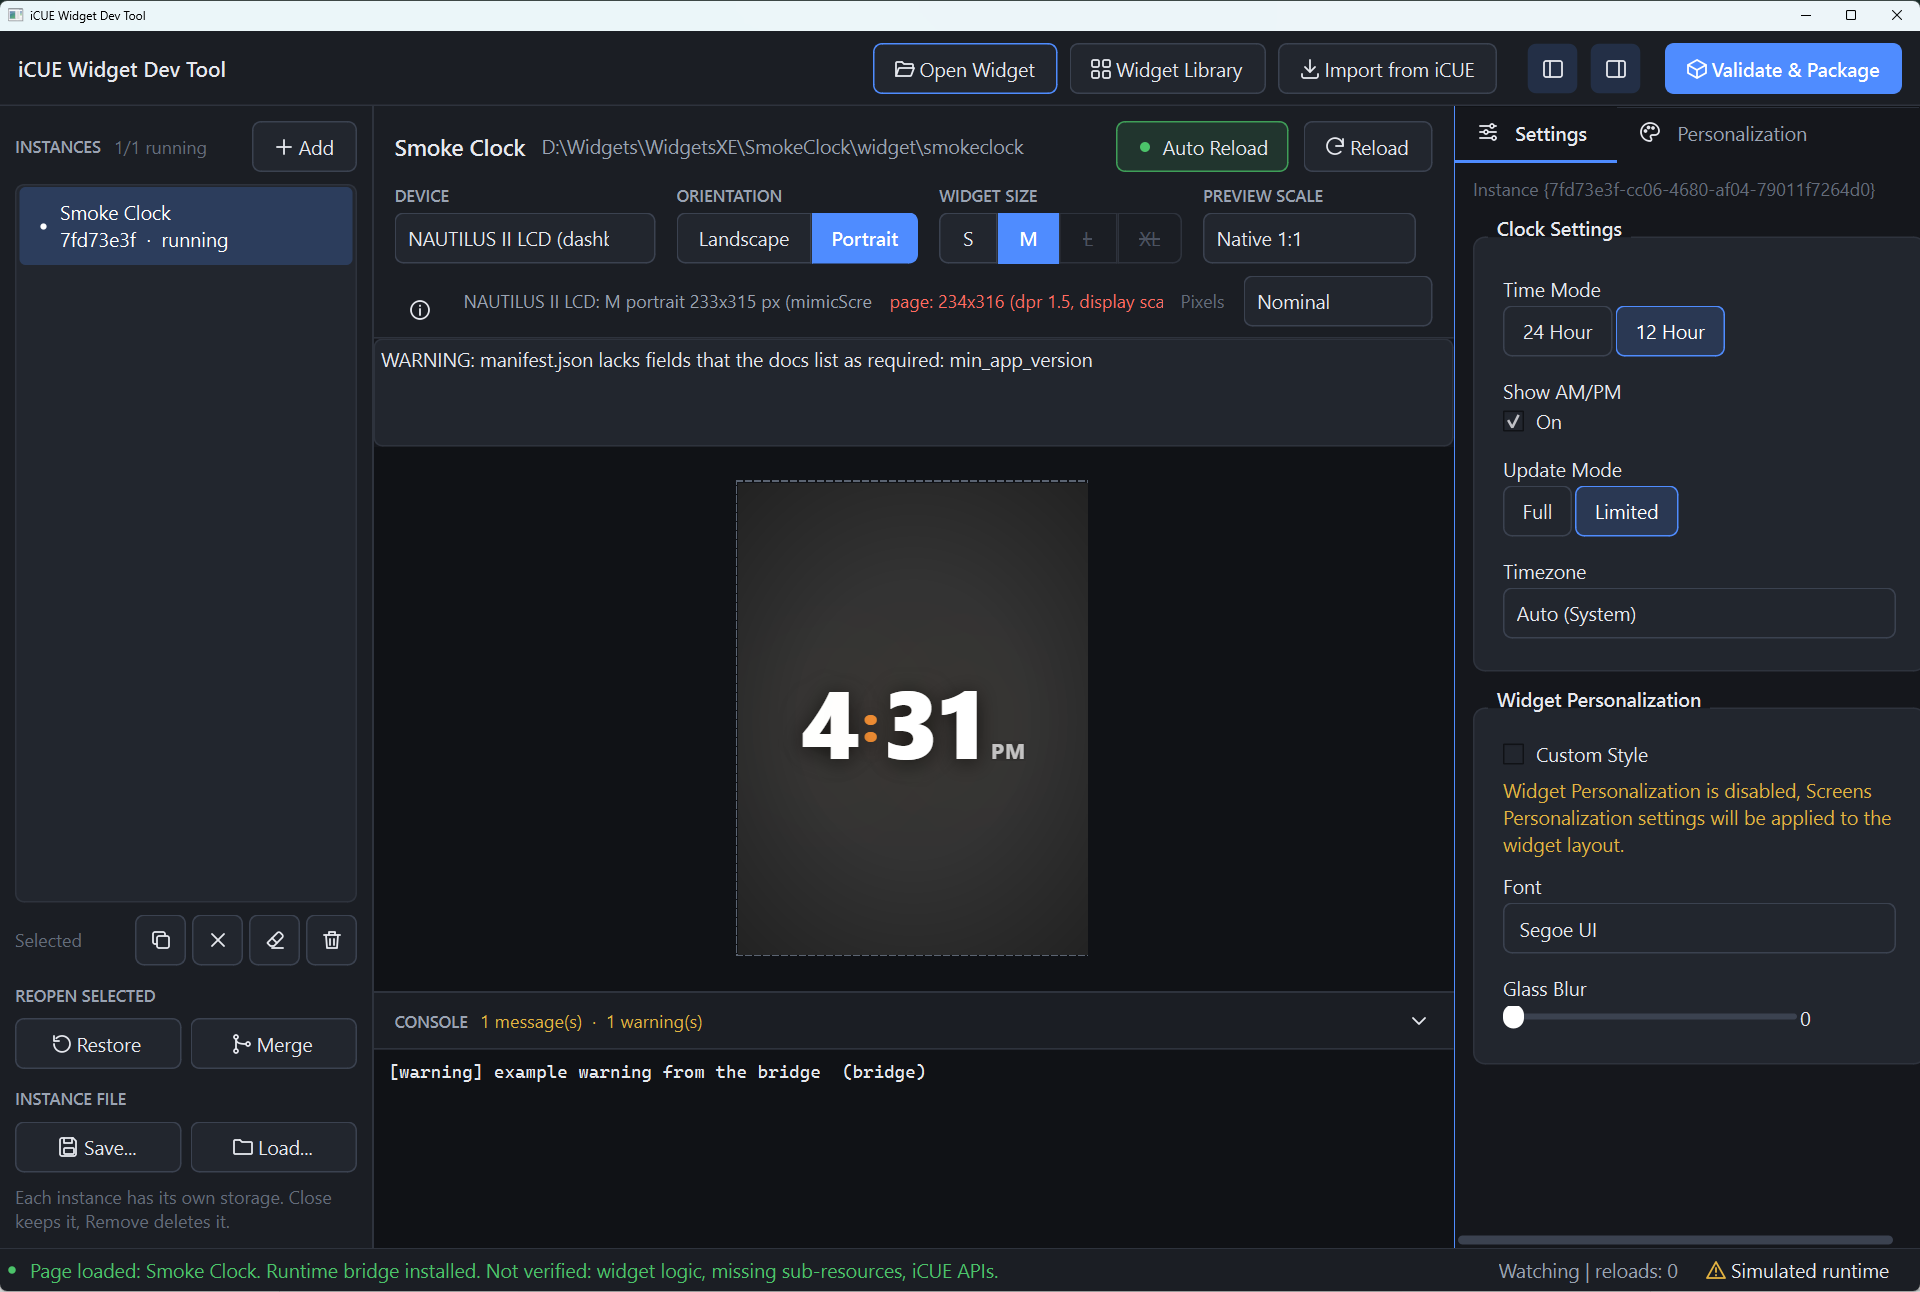 iCUE Widget Dev Tool
iCUE Widget Dev Tool
Open Widget
Widget Library
Import from iCUE
Validate & Package
INSTANCES 1/1 running
Add
Smoke Clock
7fd73e3f · running
Selected
REOPEN SELECTED
Restore
Merge
INSTANCE FILE
Save...
Load...
Each instance has its own storage. Close
keeps it, Remove deletes it.
Smoke Clock D:\Widgets\WidgetsXE\SmokeClock\widget\smokeclock
Auto Reload
Reload
DEVICE
ORIENTATION
WIDGET SIZE
PREVIEW SCALE
NAUTILUS II LCD (dasht
Landscape
Portrait
S
M
L
XL
Native 1:1
NAUTILUS II LCD: M portrait 233x315 px (mimicScre
page: 234x316 (dpr 1.5, display sca
Pixels
Nominal
WARNING: manifest.json lacks fields that the docs list as required: min_app_version
4:31 PM
CONSOLE 1 message(s) · 1 warning(s)
[warning] example warning from the bridge (bridge)
Settings
Personalization
Instance {7fd73e3f-cc06-4680-af04-79011f7264d0}
Clock Settings
Time Mode
24 Hour
12 Hour
Show AM/PM
On
Update Mode
Full
Limited
Timezone
Auto (System)
Widget Personalization
Custom Style
Widget Personalization is disabled, Screens
Personalization settings will be applied to the
widget layout.
Font
Segoe UI
Glass Blur
0
Page loaded: Smoke Clock. Runtime bridge installed. Not verified: widget logic, missing sub-resources, iCUE APIs.
Watching | reloads: 0
Simulated runtime